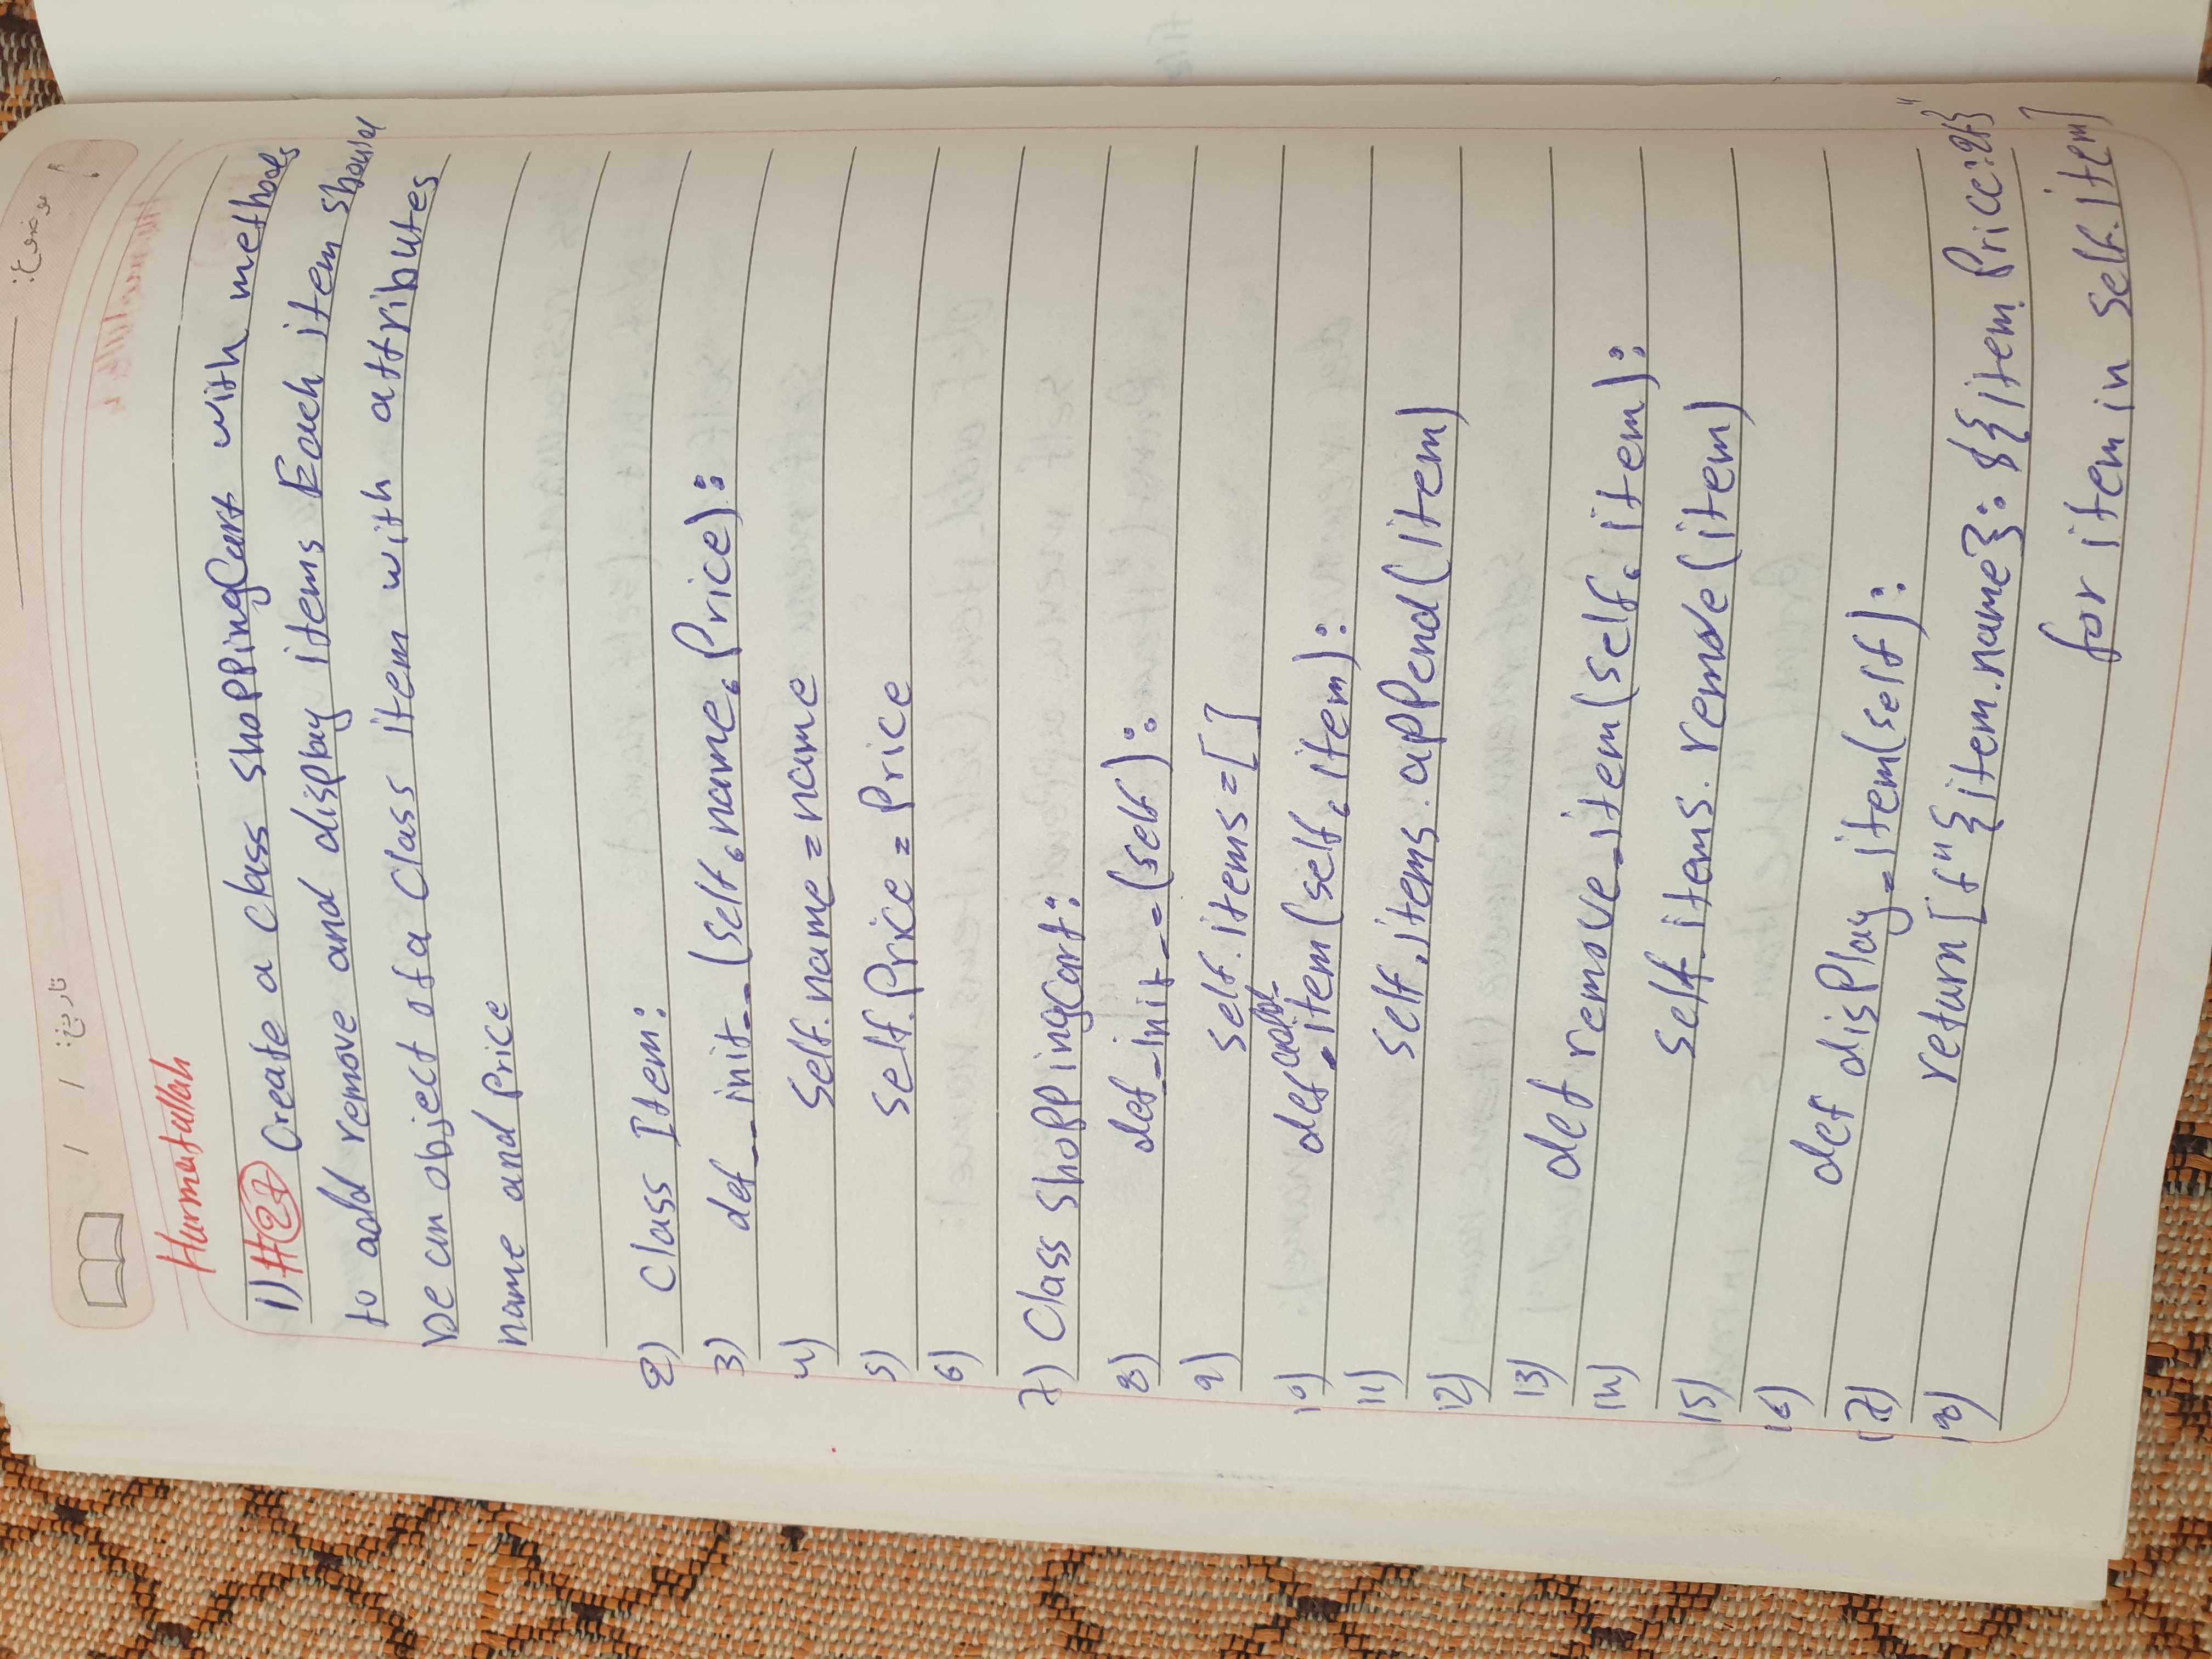 موضوع:
تاریخ: / /
Hurmatullah
1) #27 Create a class shoppingCart with methods
to add remove and display items Each item should
be an object of a class item with attributes
name and Price
2) Class Item:
3) def __init__(self,name,Price):
4) self.name=name
5) self.Price=Price
6)
7) Class shoppingCart:
8) def __init__(self):
9) self.items=[]
10) def add_item(self,item):
11) self.items.append(item)
12)
13) def remove_item(self, item):
14) self.items.remove(item)
15)
16) def disPlay_item(self):
17) return[f"{item.name}: ${item.Price:2f}"
18) for item in self.item]